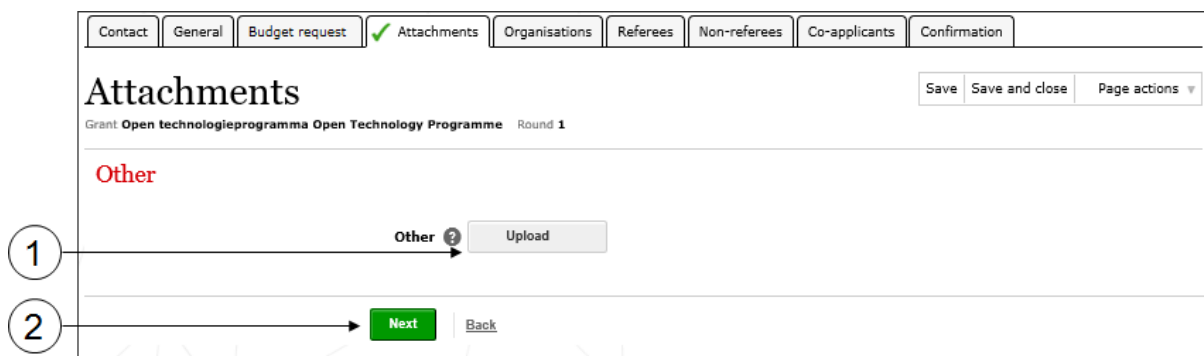 Contact General Budget request Attachments Organisations Referees Non-referees Co-applicants Confirmation
Attachments
Save Save and close Page actions
Grant Open technologieprogramma Open Technology Programme Round 1
Other
Other ? Upload
1
Next Back
2